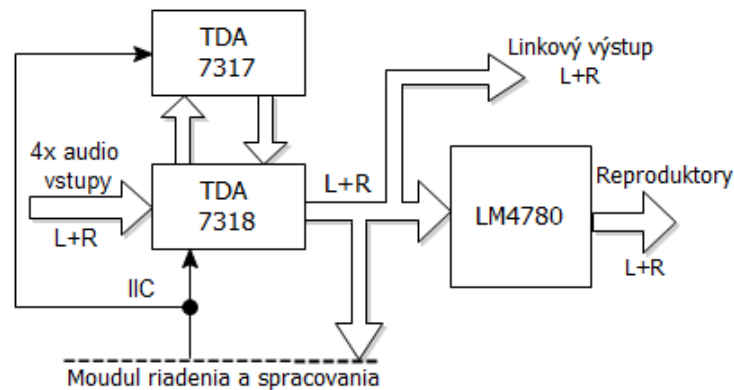 TDA
7317
Linkový výstup
L+R
4x audio
vstupy
L+R
TDA
7318
L+R
LM4780
Reproduktory
L+R
IIC
Moudul riadenia a spracovania